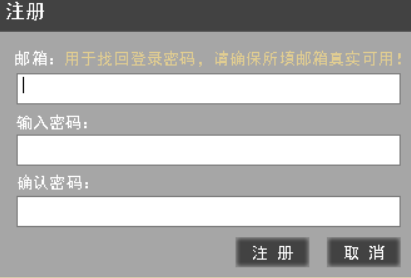 注册
邮箱：用于找回登录密码，请确保所填邮箱真实可用！
输入密码：
确认密码：
注 册 取 消